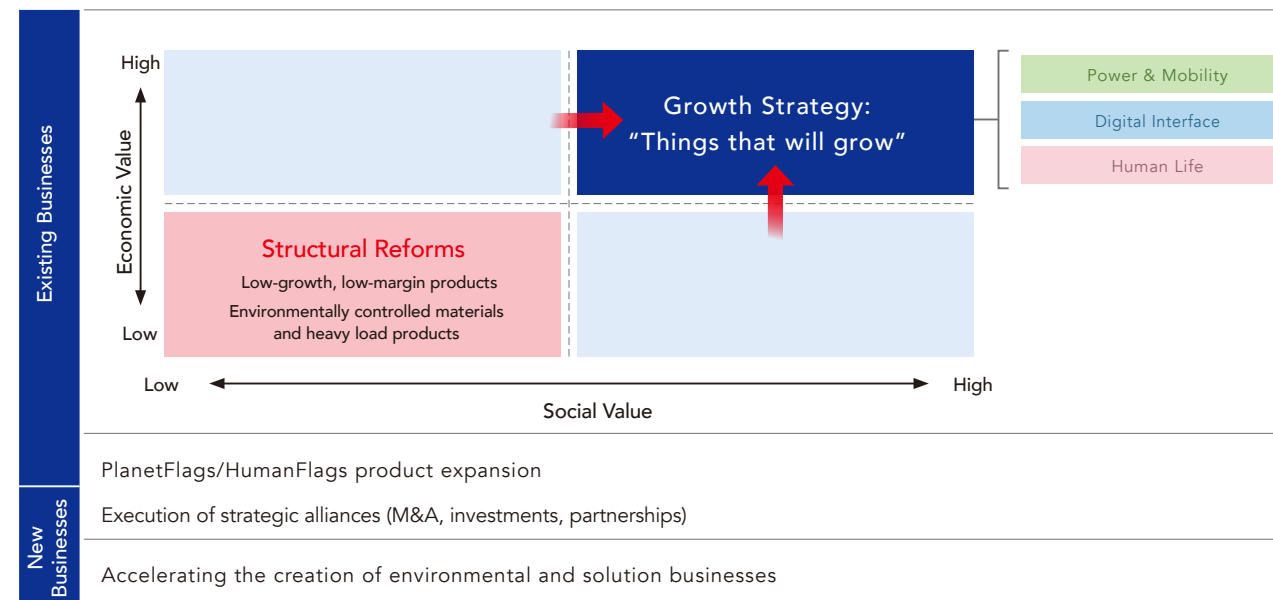 Existing Businesses
High
Economic Value
Low
Growth Strategy:
“Things that will grow”
Power & Mobility
Digital Interface
Human Life
Structural Reforms
Low-growth, low-margin products
Environmentally controlled materials
and heavy load products
Low
High
Social Value
PlanetFlags/HumanFlags product expansion
New
Businesses
Execution of strategic alliances (M&A, investments, partnerships)
Accelerating the creation of environmental and solution businesses